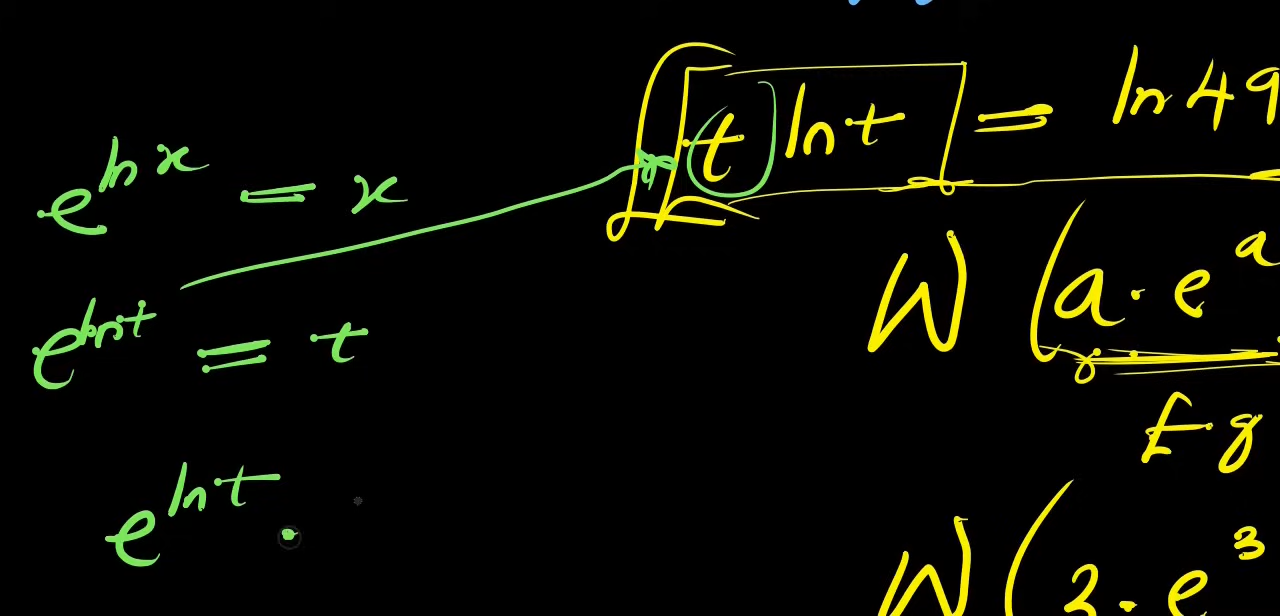 t ln t = ln 49
e^{ln x} = x
W (a · e^a
e^{ln t} = t
E g
e^{ln t} ·
W (3 · e^3